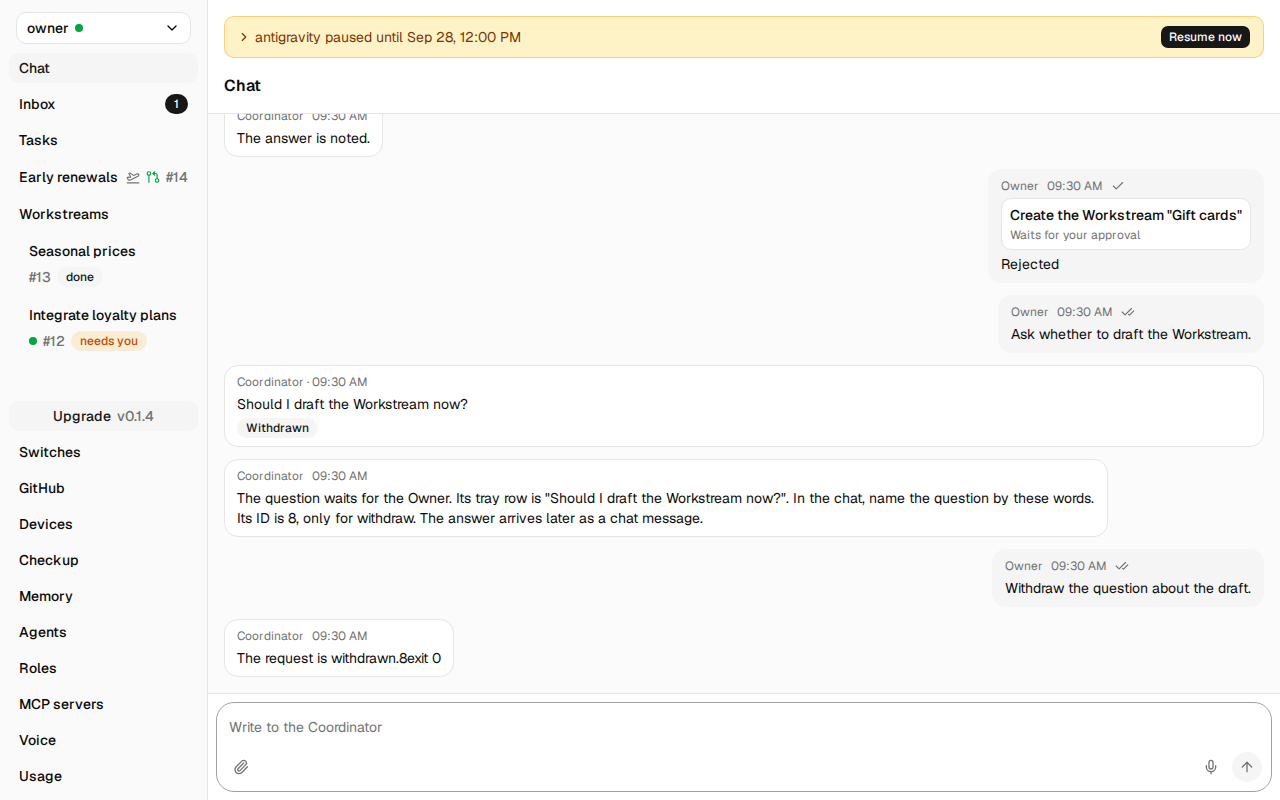 owner
Chat
Inbox
1
Tasks
Early renewals #14
Workstreams
Seasonal prices
#13 done
Integrate loyalty plans
#12 needs you
Upgrade v0.1.4
Switches
GitHub
Devices
Checkup
Memory
Agents
Roles
MCP servers
Voice
Usage
antigravity paused until Sep 28, 12:00 PM
Resume now
Chat
Coordinator 09:30 AM
The answer is noted.
Owner 09:30 AM
Create the Workstream "Gift cards"
Waits for your approval
Rejected
Owner 09:30 AM
Ask whether to draft the Workstream.
Coordinator · 09:30 AM
Should I draft the Workstream now?
Withdrawn
Coordinator 09:30 AM
The question waits for the Owner. Its tray row is "Should I draft the Workstream now?". In the chat, name the question by these words.
Its ID is 8, only for withdraw. The answer arrives later as a chat message.
Owner 09:30 AM
Withdraw the question about the draft.
Coordinator 09:30 AM
The request is withdrawn.8exit 0
Write to the Coordinator